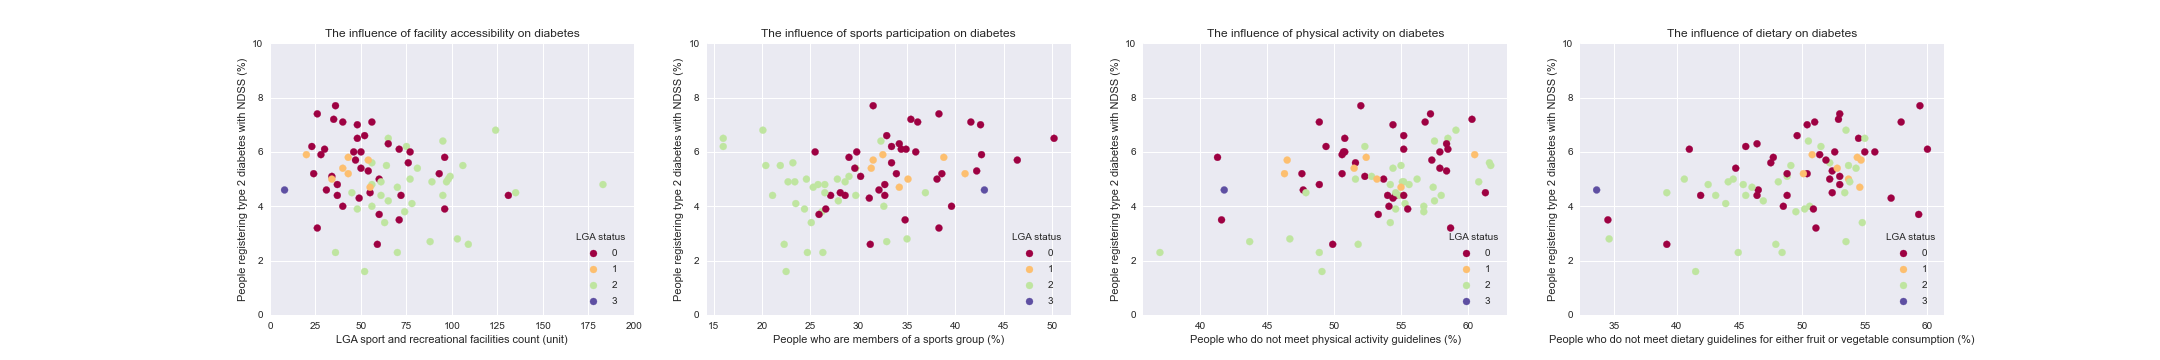 The influence of facility accessibility on diabetes
People registering type 2 diabetes with NDSS (%)
10
8
6
4
2
0
LGA status
0
1
2
3
0 25 50 75 100 125 150 175 200
LGA sport and recreational facilities count (unit)
The influence of sports participation on diabetes
People registering type 2 diabetes with NDSS (%)
10
8
6
4
2
0
LGA status
0
1
2
3
15 20 25 30 35 40 45 50
People who are members of a sports group (%)
The influence of physical activity on diabetes
People registering type 2 diabetes with NDSS (%)
10
8
6
4
2
0
LGA status
0
1
2
3
40 45 50 55 60
People who do not meet physical activity guidelines (%)
The influence of dietary on diabetes
People registering type 2 diabetes with NDSS (%)
10
8
6
4
2
0
LGA status
0
1
2
3
35 40 45 50 55 60
People who do not meet dietary guidelines for either fruit or vegetable consumption (%)